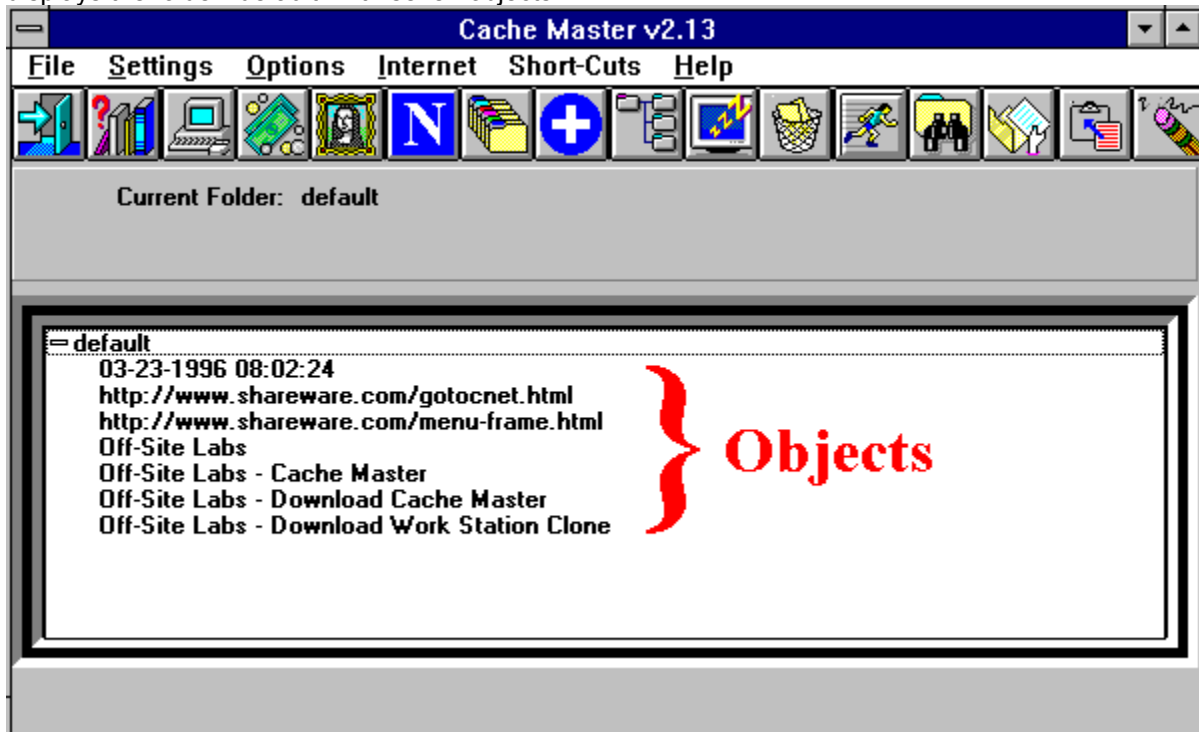 Cache Master v2.13
File Settings Options Internet Short-Cuts Help
N
Current Folder: default
default
03-23-1996 08:02:24
http://www.shareware.com/gotocnet.html
http://www.shareware.com/menu-frame.html
Off-Site Labs
Off-Site Labs - Cache Master
Off-Site Labs - Download Cache Master
Off-Site Labs - Download Work Station Clone
Objects